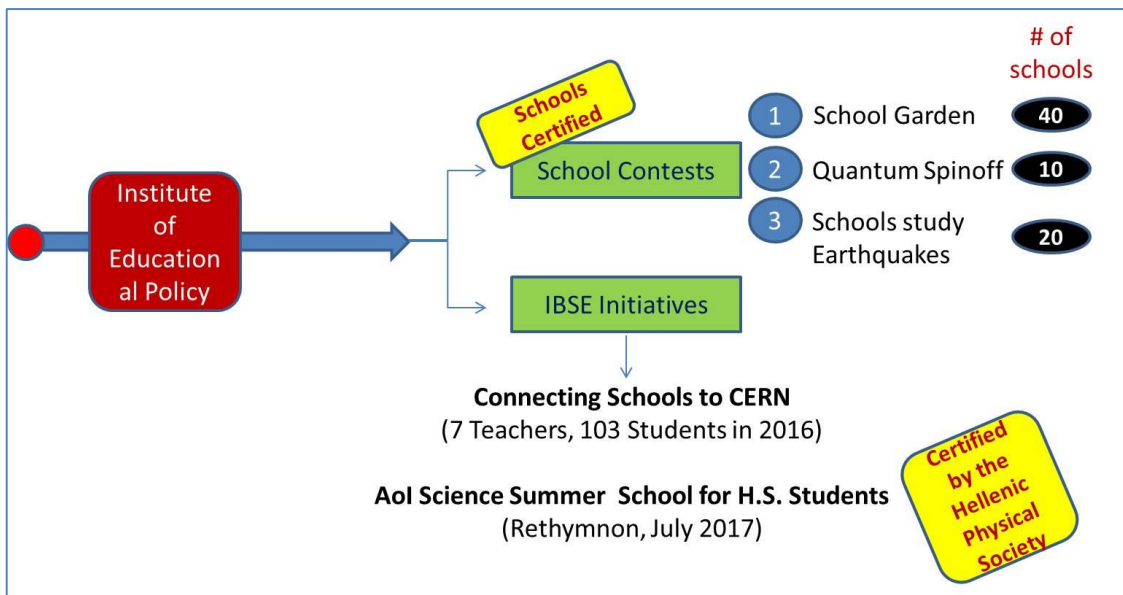 # of
schools
Schools
Certified
1 School Garden 40
School Contests
2 Quantum Spinoff 10
3 Schools study
Earthquakes 20
Institute
of
Education
al Policy
IBSE Initiatives
Connecting Schools to CERN
(7 Teachers, 103 Students in 2016)
AoI Science Summer School for H.S. Students
(Rethymnon, July 2017)
Certified
by the
Hellenic
Physical
Society